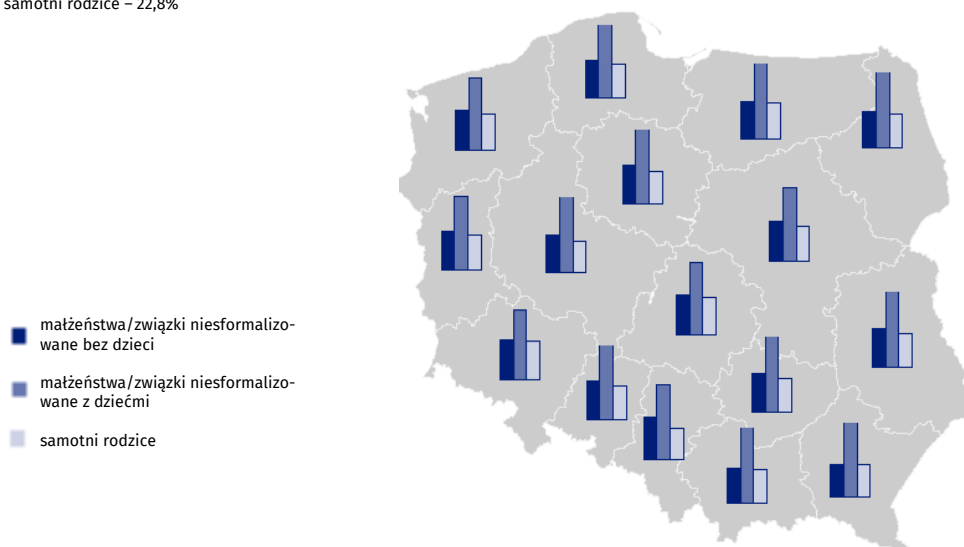 samotni rodzice – 22,8%
małżeństwa/związki niesformalizo-
wane bez dzieci
małżeństwa/związki niesformalizo-
wane z dziećmi
samotni rodzice